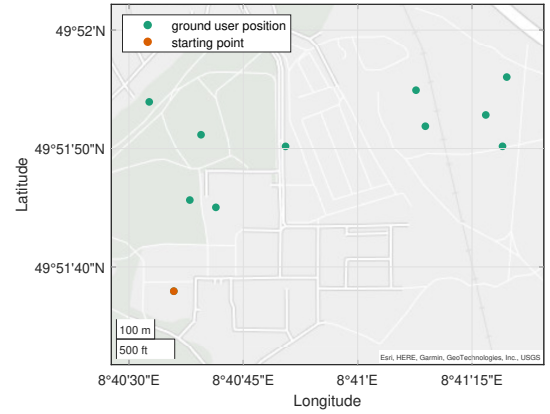 ground user position
starting point
49°52'N
49°51'50"N
49°51'40"N
Latitude
100 m
500 ft
Esri, HERE, Garmin, GeoTechnologies, Inc., USGS
8°40'30"E 8°40'45"E 8°41'E 8°41'15"E
Longitude